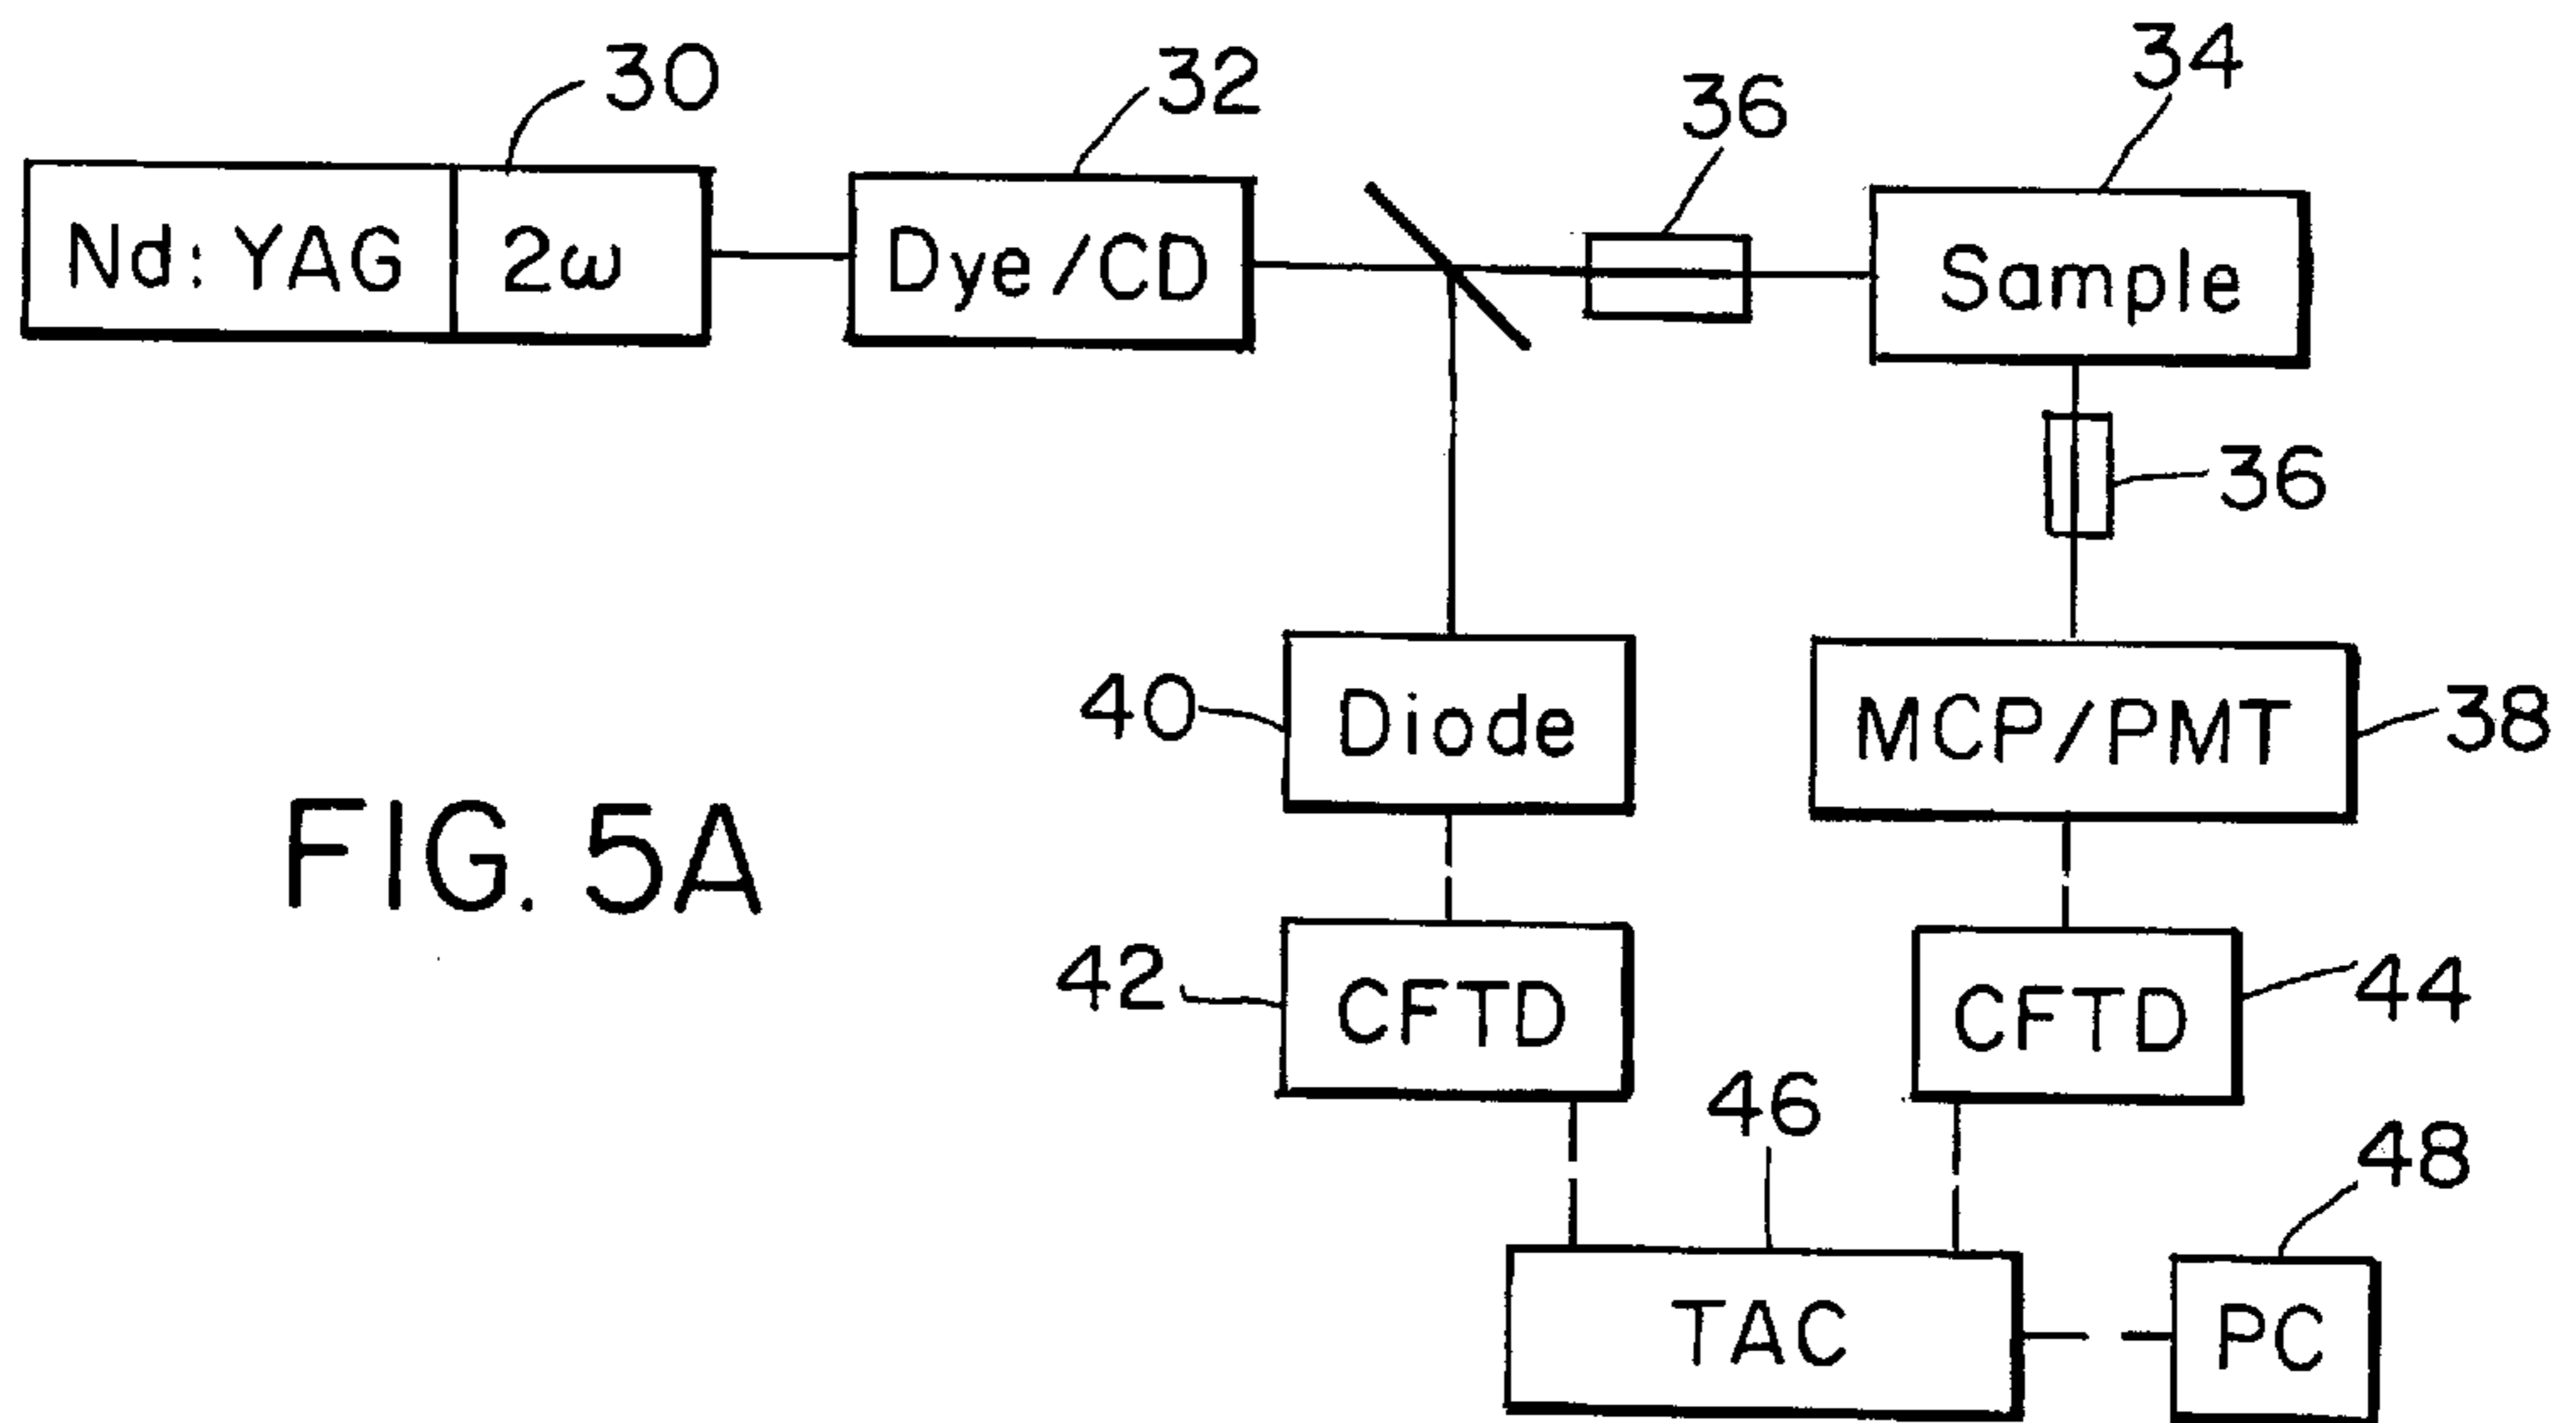 30
32
36
34
Nd: YAG
2ω
Dye/CD
Sample
36
40
Diode
MCP/PMT
38
FIG. 5A
42
CFTD
CFTD
44
46
48
TAC
PC